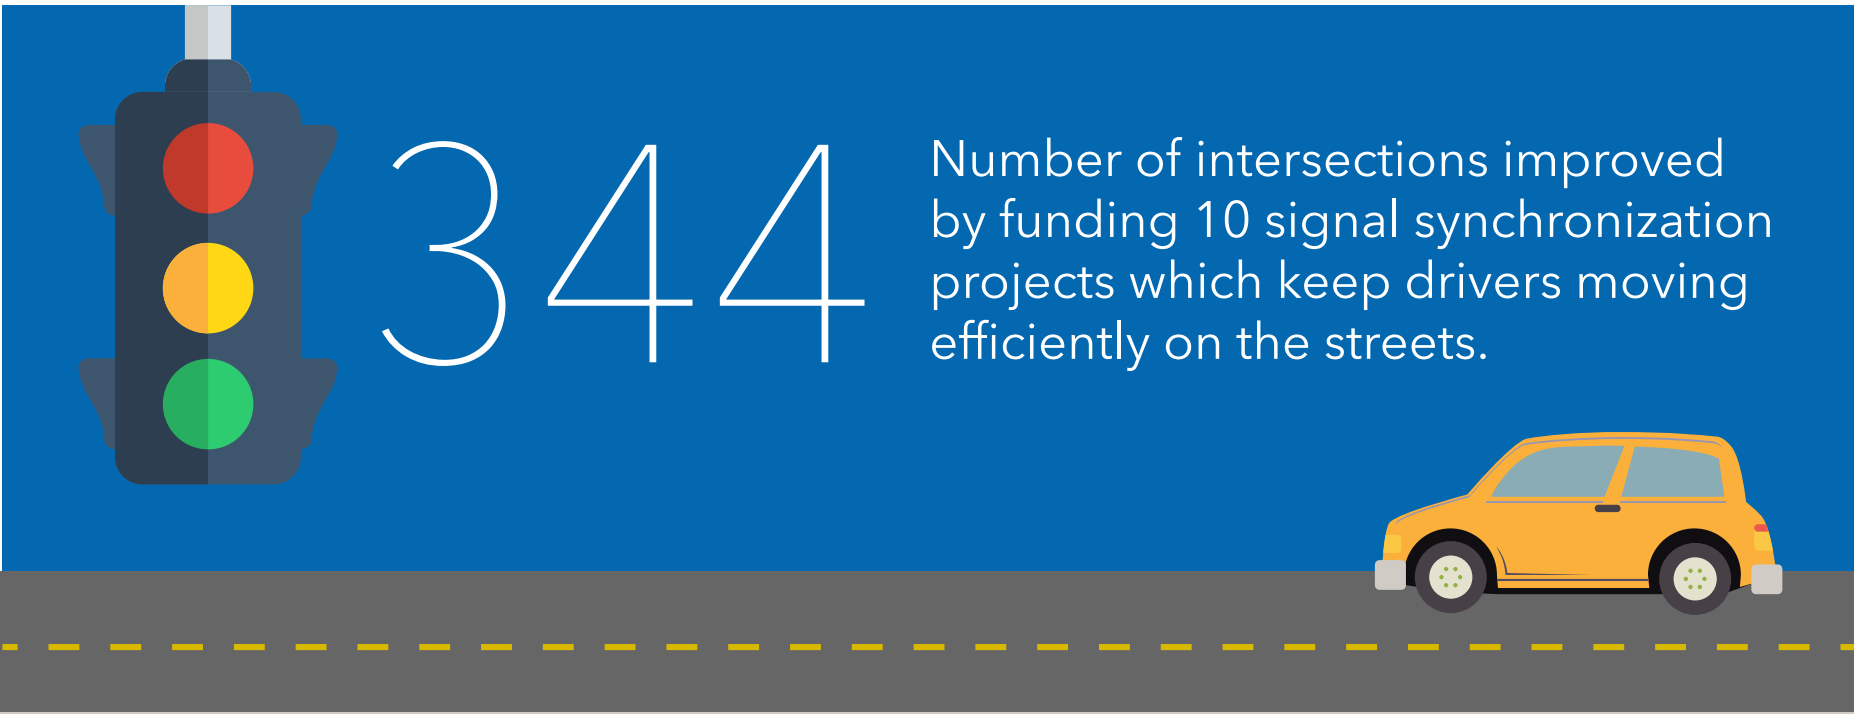 344
Number of intersections improved
by funding 10 signal synchronization
projects which keep drivers moving
efficiently on the streets.